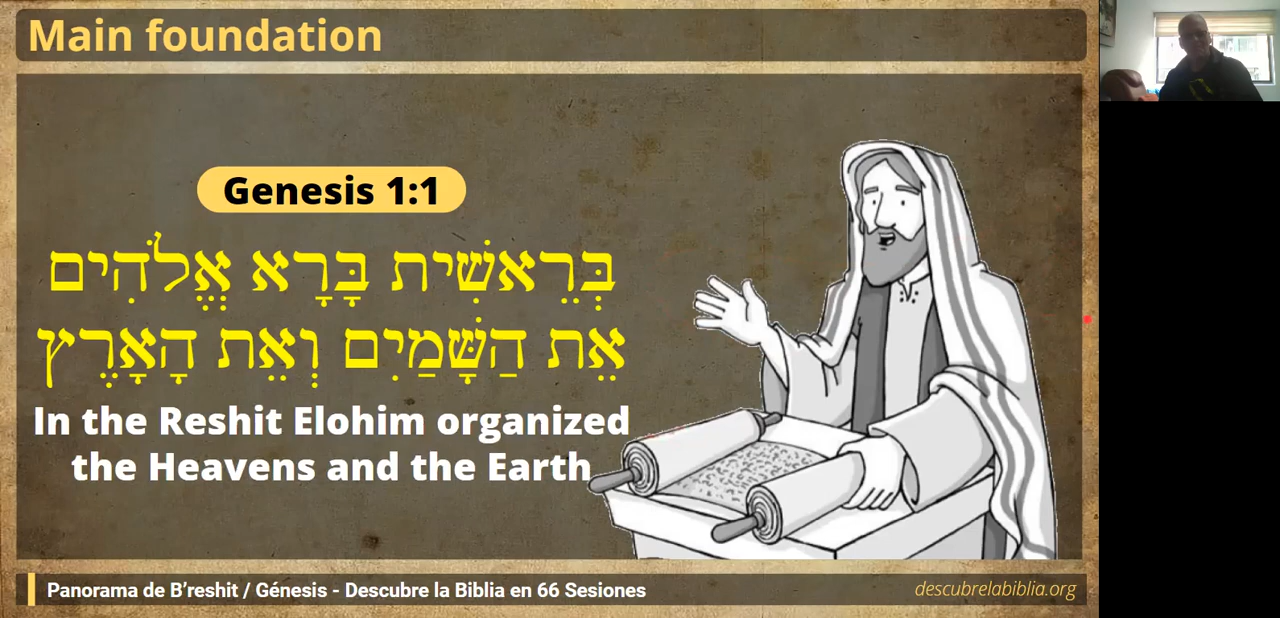 Main foundation
Genesis 1:1
בְּרֵאשִׁית בָּרָא אֱלֹהִים
אֵת הַשָּׁמַיִם וְאֵת הָאָרֶץ
In the Reshit Elohim organized
the Heavens and the Earth
Panorama de B’reshit / Génesis - Descubre la Biblia en 66 Sesiones
descubrelabiblia.org